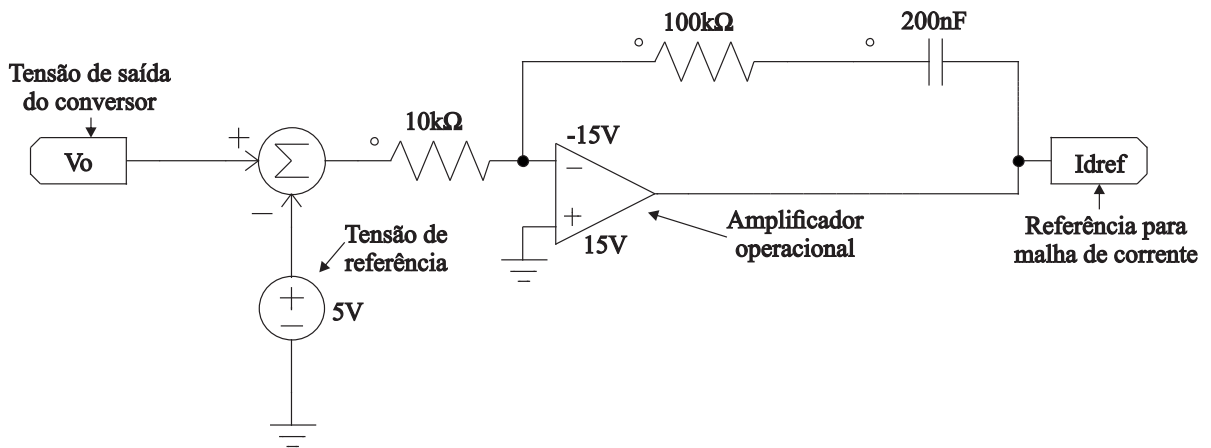 100kΩ
200nF
Tensão de saída
do conversor
10kΩ
+
Vo
Σ
-15V
−
+
15V
Idref
−
Tensão de
referência
Amplificador
operacional
Referência para
malha de corrente
+
−
5V